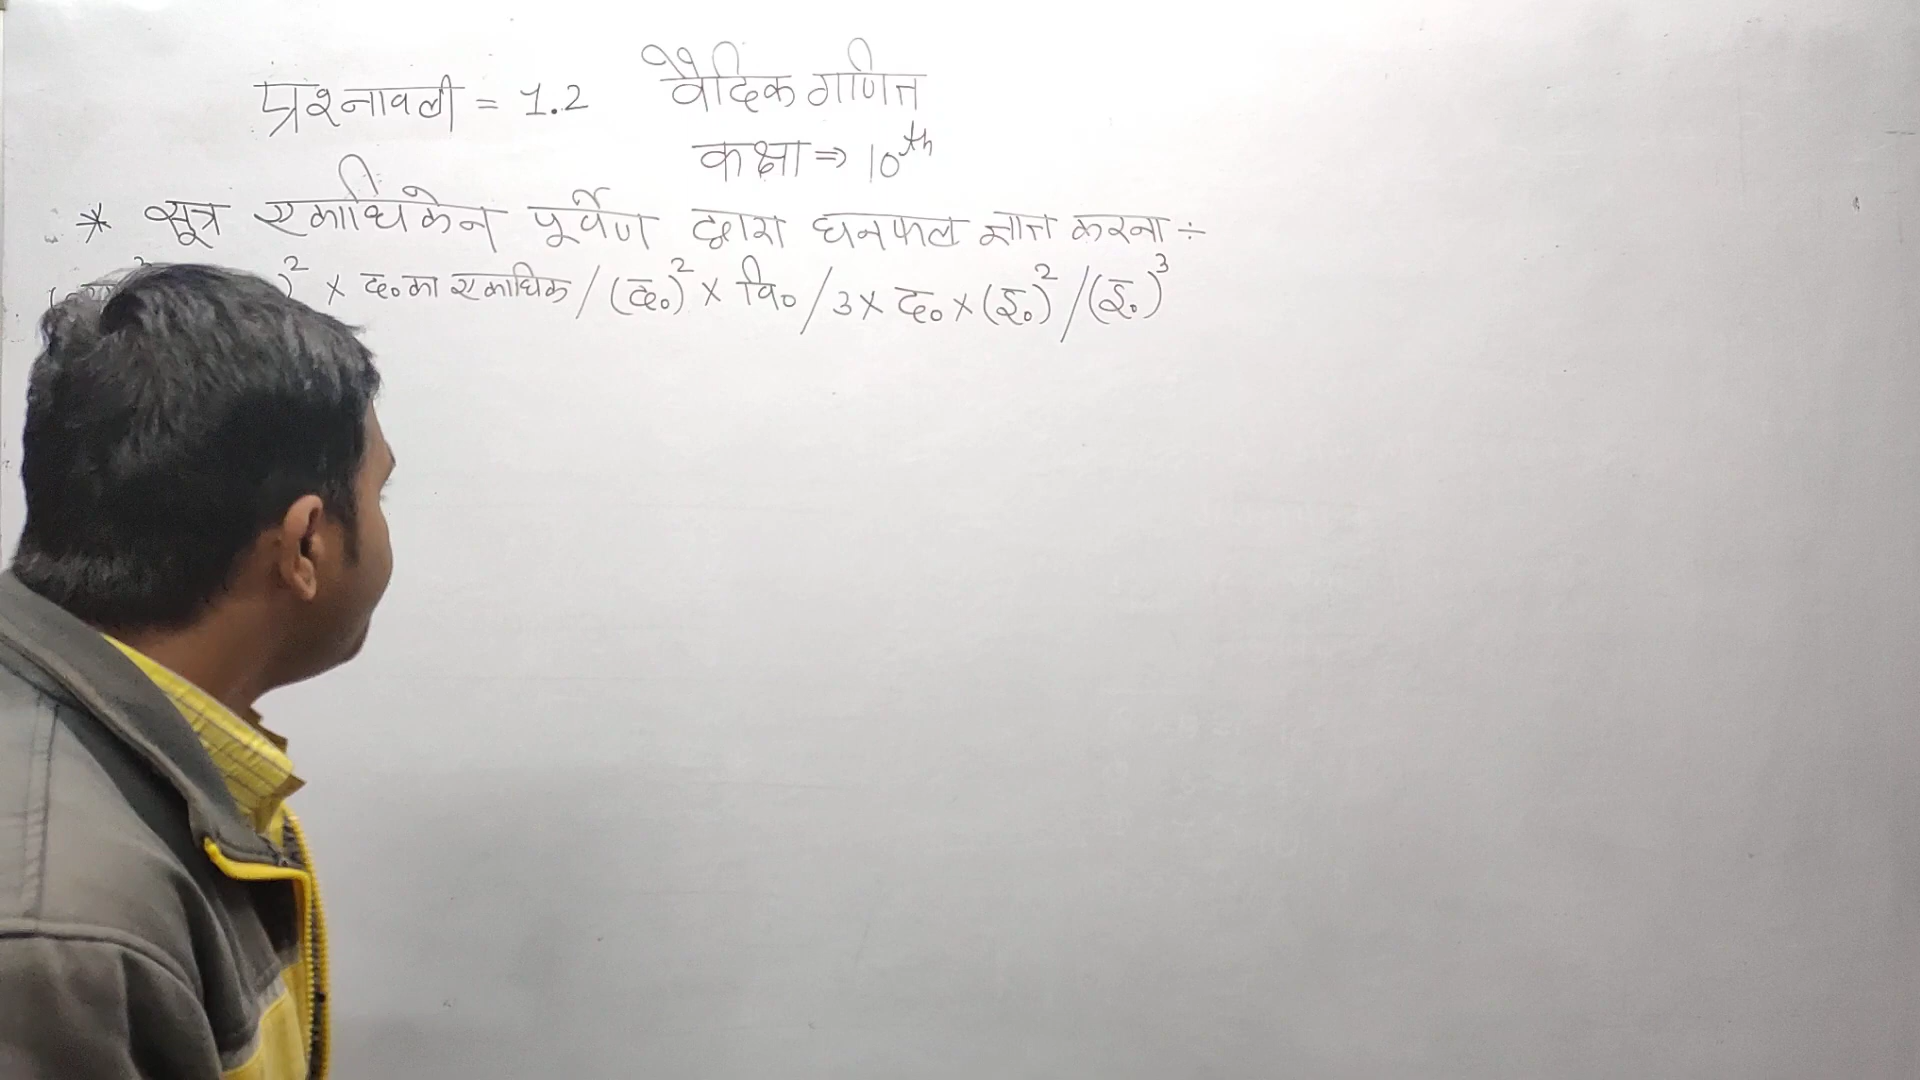 प्रश्नावली = 1.2 वैदिक गणित
कक्षा ⇒ 10th
* सूत्र एकाधिकेन पूर्वेण द्वारा घनफल ज्ञात करना ÷
)² × द० का एकाधिक / (द०)² × वि० / 3 × द० × (इ०)² / (इ०)³